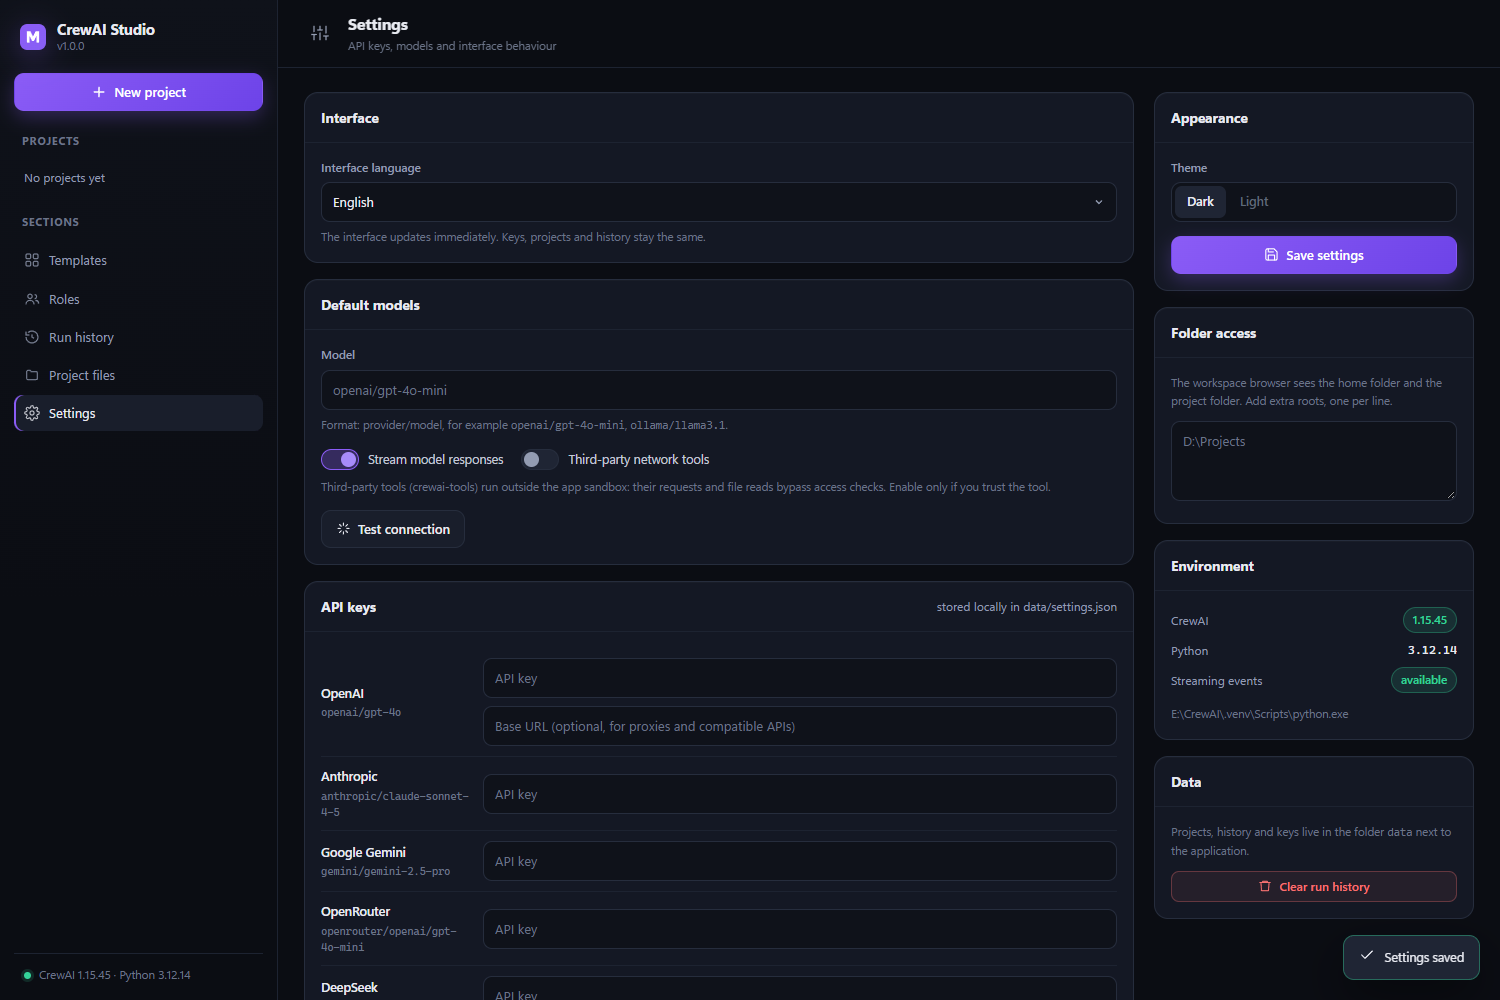 M
CrewAI Studio
v1.0.0
New project
PROJECTS
No projects yet
SECTIONS
Templates
Roles
Run history
Project files
Settings
CrewAI 1.15.45 · Python 3.12.14
Settings
API keys, models and interface behaviour
Interface
Interface language
English
The interface updates immediately. Keys, projects and history stay the same.
Default models
Model
openai/gpt-4o-mini
Format: provider/model, for example openai/gpt-4o-mini, ollama/llama3.1.
Stream model responses
Third-party network tools
Third-party tools (crewai-tools) run outside the app sandbox: their requests and file reads bypass access checks. Enable only if you trust the tool.
Test connection
API keys
stored locally in data/settings.json
OpenAI
openai/gpt-4o
API key
Base URL (optional, for proxies and compatible APIs)
Anthropic
anthropic/claude-sonnet-
4-5
API key
Google Gemini
gemini/gemini-2.5-pro
API key
OpenRouter
openrouter/openai/gpt-
4o-mini
API key
DeepSeek
API key
Appearance
Theme
Dark
Light
Save settings
Folder access
The workspace browser sees the home folder and the
project folder. Add extra roots, one per line.
D:\Projects
Environment
CrewAI
1.15.45
Python
3.12.14
Streaming events
available
E:\CrewAI\.venv\Scripts\python.exe
Data
Projects, history and keys live in the folder data next to
the application.
Clear run history
Settings saved